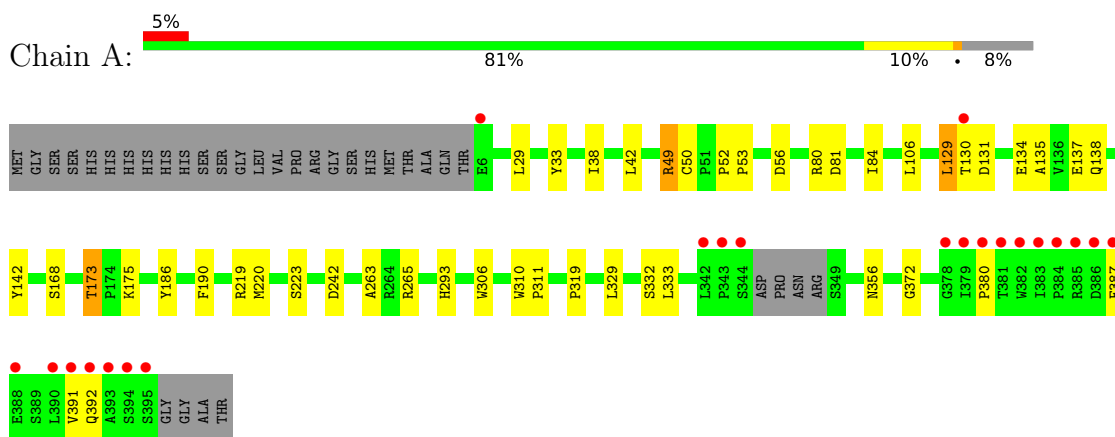 5%
Chain A:
81% 10% • 8%
MET GLY SER SER HIS HIS HIS HIS HIS HIS SER SER GLY LEU VAL PRO ARG GLY SER HIS MET THR ALA GLN THR E6 L29 Y33 I38 L42 R49 C50 P51 P52 P53 D56 R80 D81 I84 L106 L129 T130 D131 E134 A135 V136 E137 Q138
Y142 S168 T173 P174 K175 Y186 F190 R219 M220 S223 D242 A263 R264 R265 H293 W306 W310 P311 P319 L329 S332 L333 L342 P343 S344 ASP PRO ASN ARG S349 N356 G372 G378 I379 P380 T381 W382 I383 P384 R385 D386 E387
E388 S389 L390 V391 Q392 A393 S394 S395 GLY GLY ALA THR